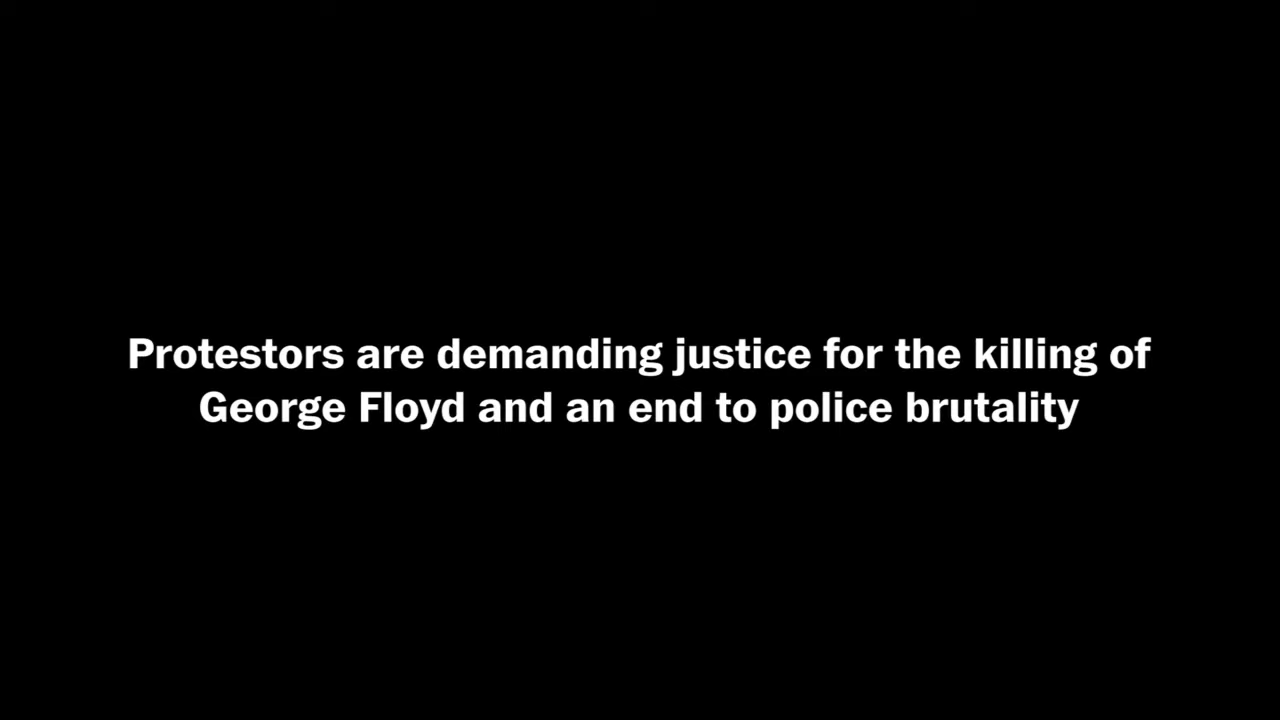 Protestors are demanding justice for the killing of
George Floyd and an end to police brutality